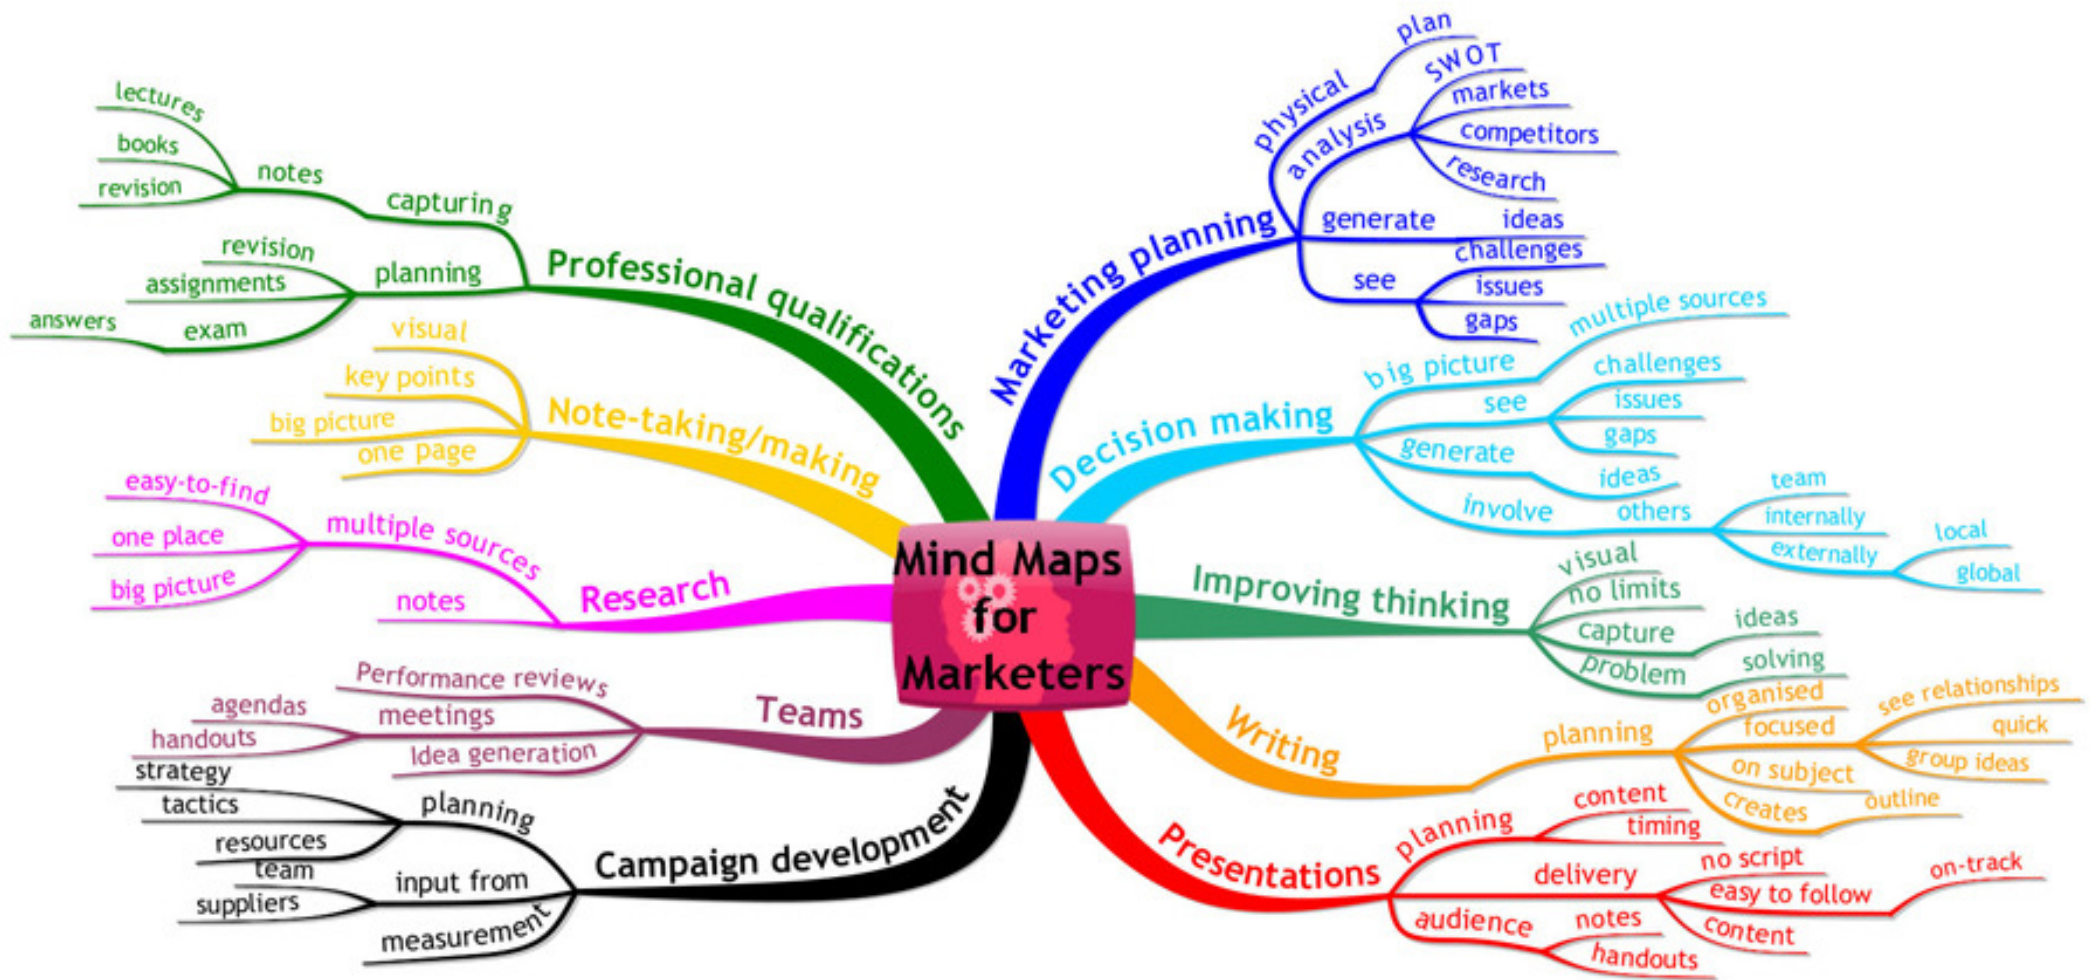 Mind Maps
for
Marketers
Marketing planning
physical
plan
analysis
SWOT
markets
competitors
research
generate
ideas
see
challenges
issues
gaps
Decision making
big picture
multiple sources
see
challenges
issues
gaps
generate
ideas
involve
others
team
internally
externally
local
global
Improving thinking
visual
no limits
capture
ideas
problem
solving
Writing
planning
organised
focused
see relationships
quick
group ideas
on subject
creates
outline
Presentations
planning
content
timing
delivery
no script
easy to follow
on-track
content
audience
notes
handouts
Professional qualifications
capturing
notes
lectures
books
revision
planning
revision
assignments
exam
answers
Note-taking/making
visual
key points
big picture
one page
Research
multiple sources
easy-to-find
one place
big picture
notes
Teams
Performance reviews
meetings
agendas
handouts
Idea generation
Campaign development
planning
strategy
tactics
resources
input from
team
suppliers
measurement